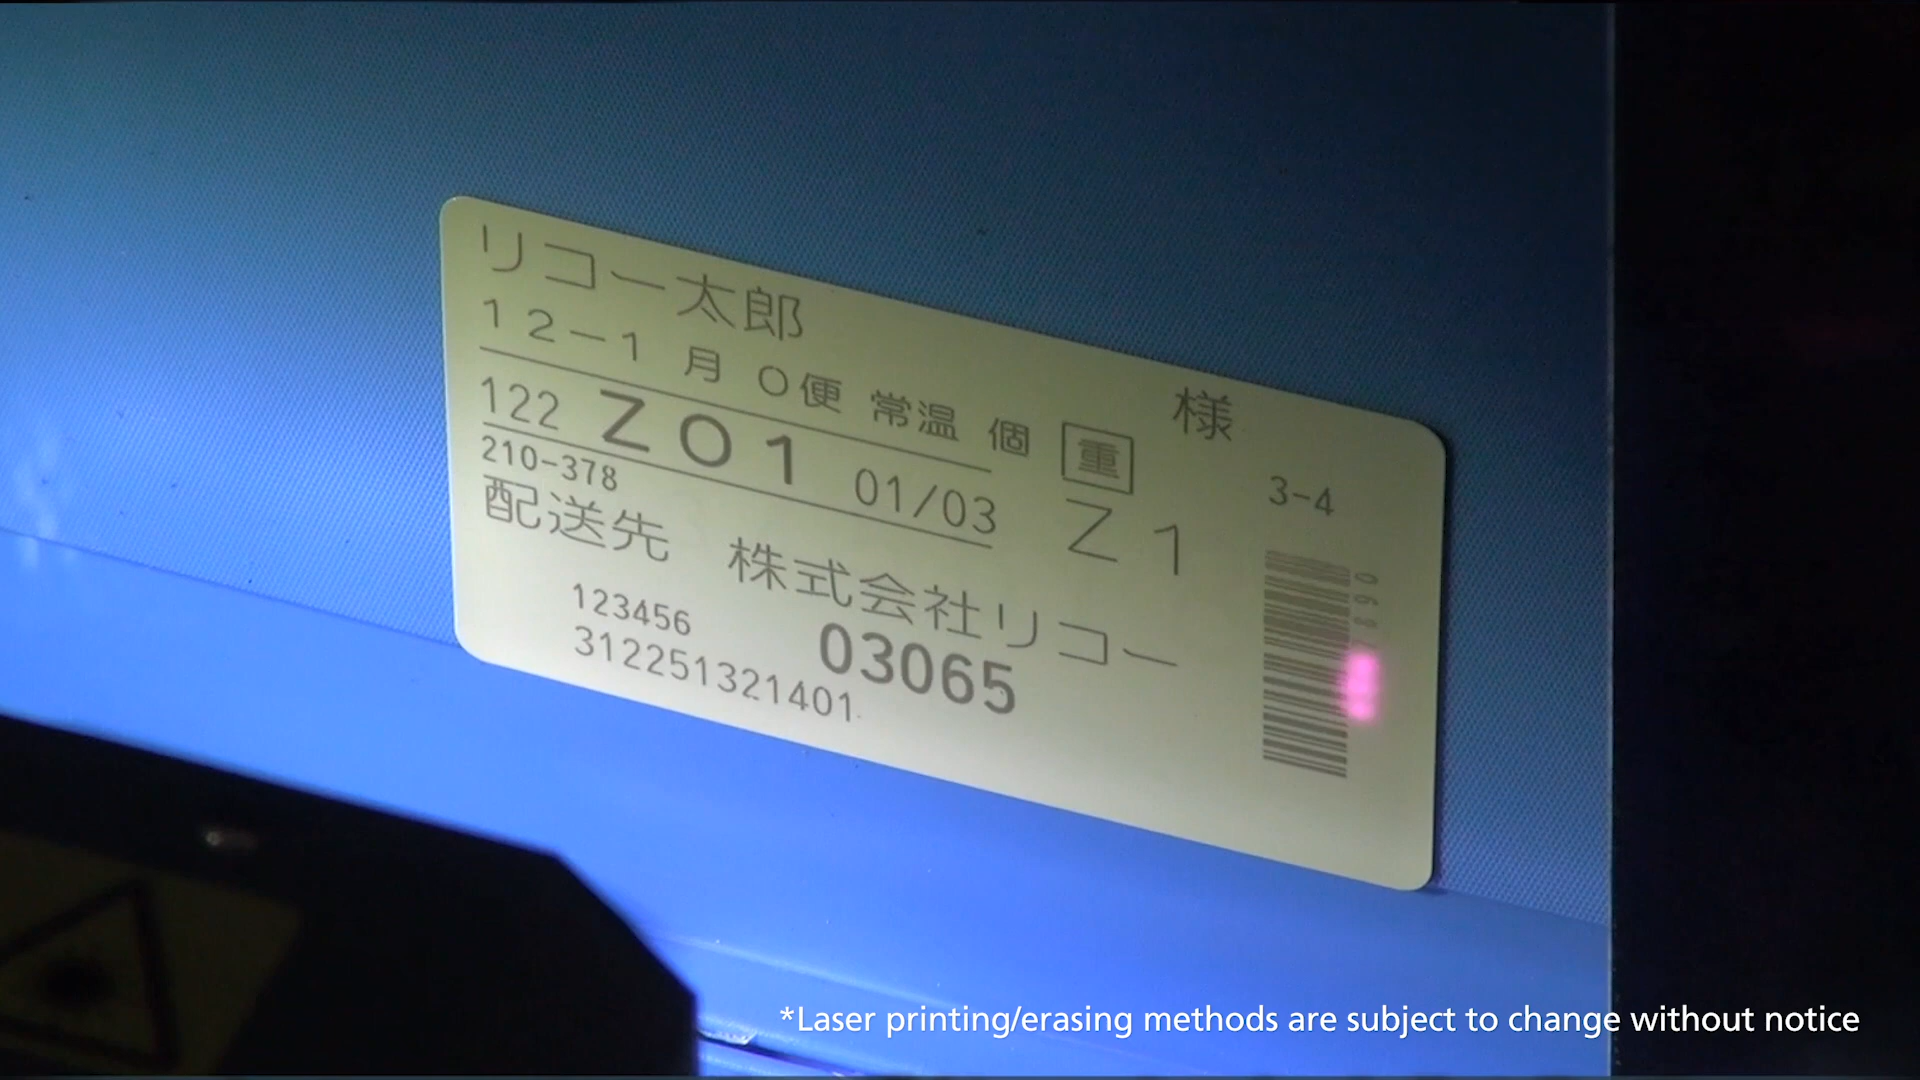 リコー太郎 様
12-1 月 0便 常温 個 重 3-4
122 Z01 01/03 Z1
210-378
配送先 株式会社リコー
123456 03065
312251321401
*Laser printing/erasing methods are subject to change without notice